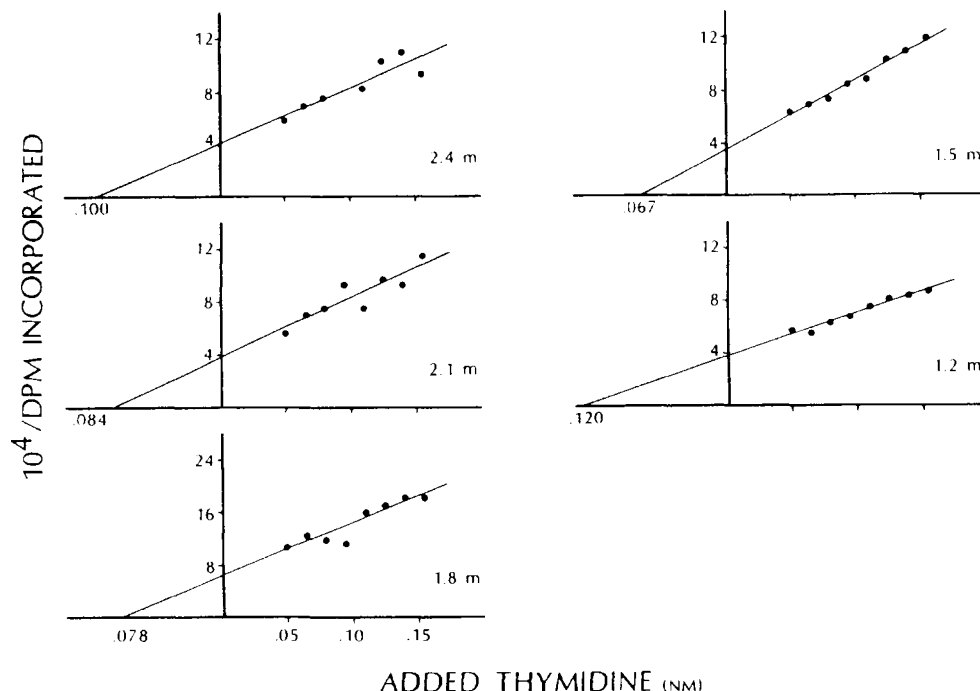 10⁴/DPM INCORPORATED
12
8
4
2.4 m
.100
12
8
4
2.1 m
.084
24
16
8
1.8 m
.078
.05 .10 .15
12
8
4
1.5 m
.067
12
8
4
1.2 m
.120
ADDED THYMIDINE (NM)